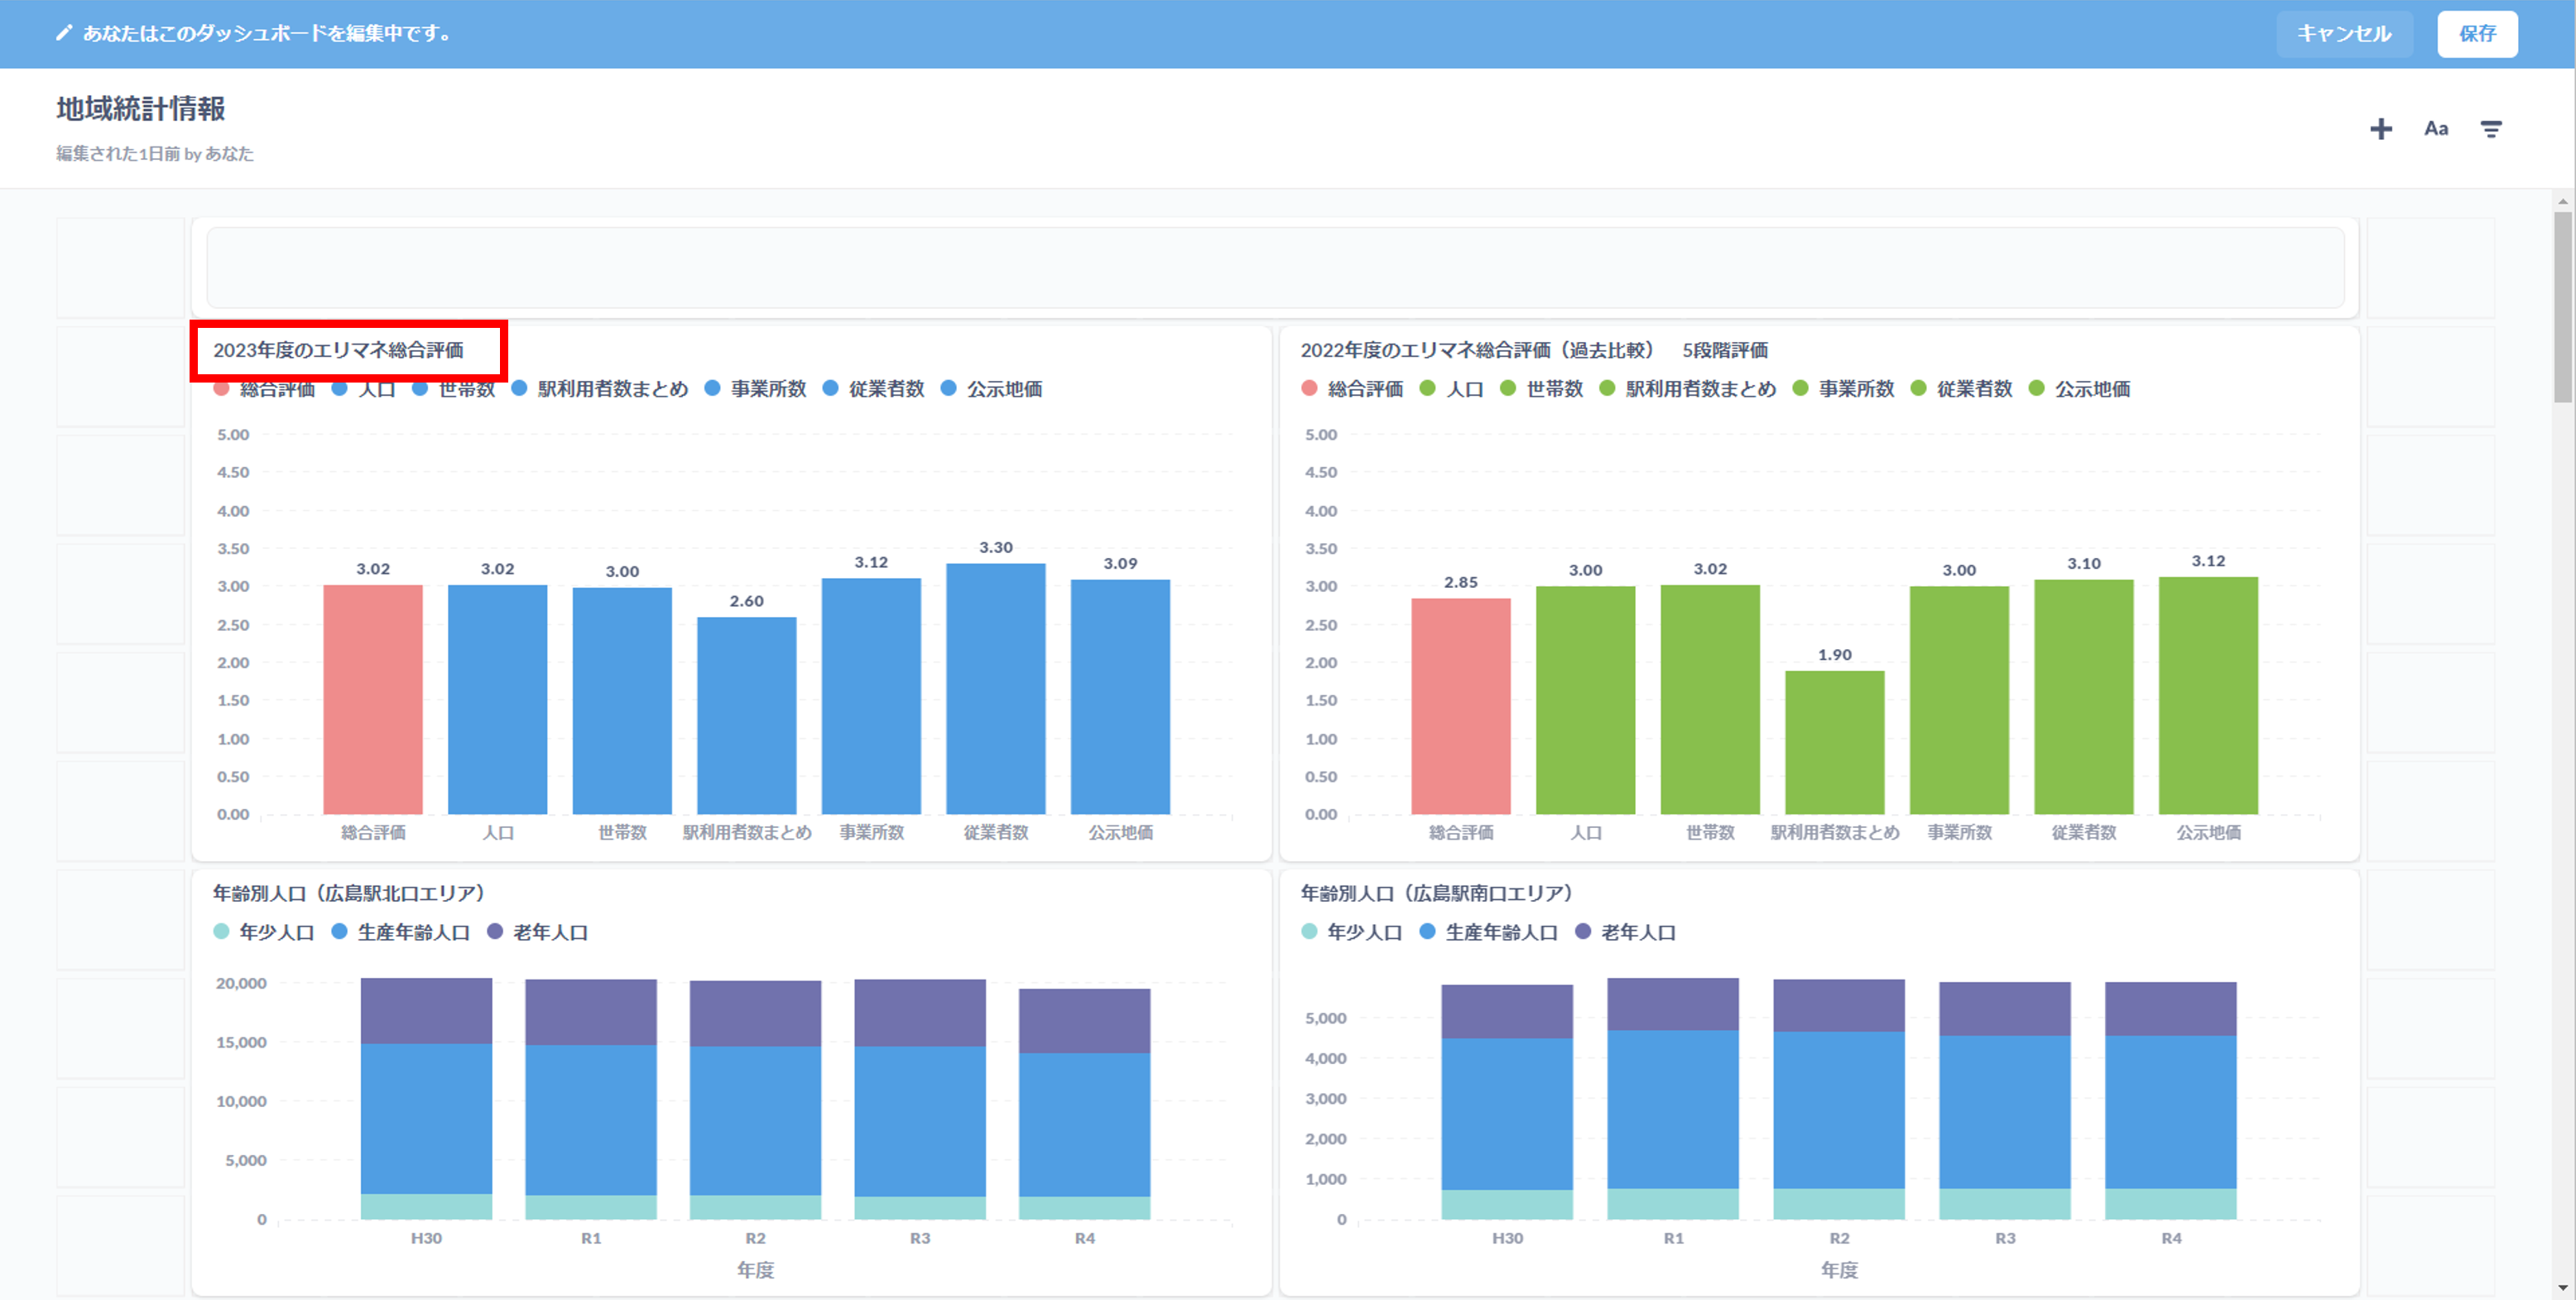 あなたはこのダッシュボードを編集中です。
キャンセル
保存
地域統計情報
編集された1日前 by あなた
Aa
2023年度のエリマネ総合評価
総合評価 人口 世帯数 駅利用者数まとめ 事業所数 従業者数 公示地価
5.00
4.50
4.00
3.50
3.00
2.50
2.00
1.50
1.00
0.50
0.00
3.02 3.02 3.00 2.60 3.12 3.30 3.09
総合評価 人口 世帯数 駅利用者数まとめ 事業所数 従業者数 公示地価
2022年度のエリマネ総合評価（過去比較）　5段階評価
総合評価 人口 世帯数 駅利用者数まとめ 事業所数 従業者数 公示地価
5.00
4.50
4.00
3.50
3.00
2.50
2.00
1.50
1.00
0.50
0.00
2.85 3.00 3.02 1.90 3.00 3.10 3.12
総合評価 人口 世帯数 駅利用者数まとめ 事業所数 従業者数 公示地価
年齢別人口（広島駅北口エリア）
年少人口 生産年齢人口 老年人口
20,000
15,000
10,000
5,000
0
H30 R1 R2 R3 R4
年度
年齢別人口（広島駅南口エリア）
年少人口 生産年齢人口 老年人口
5,000
4,000
3,000
2,000
1,000
0
H30 R1 R2 R3 R4
年度